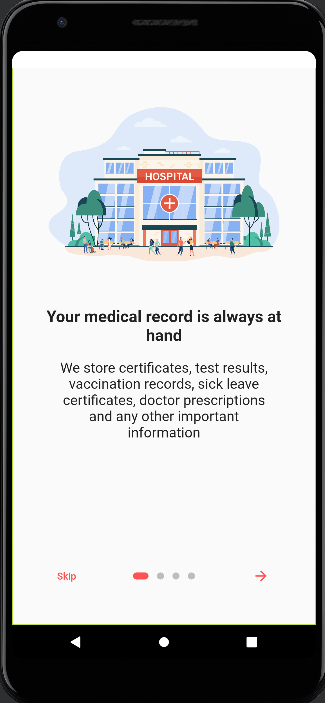 HOSPITAL
Your medical record is always at
hand
We store certificates, test results,
vaccination records, sick leave
certificates, doctor prescriptions
and any other important
information
Skip